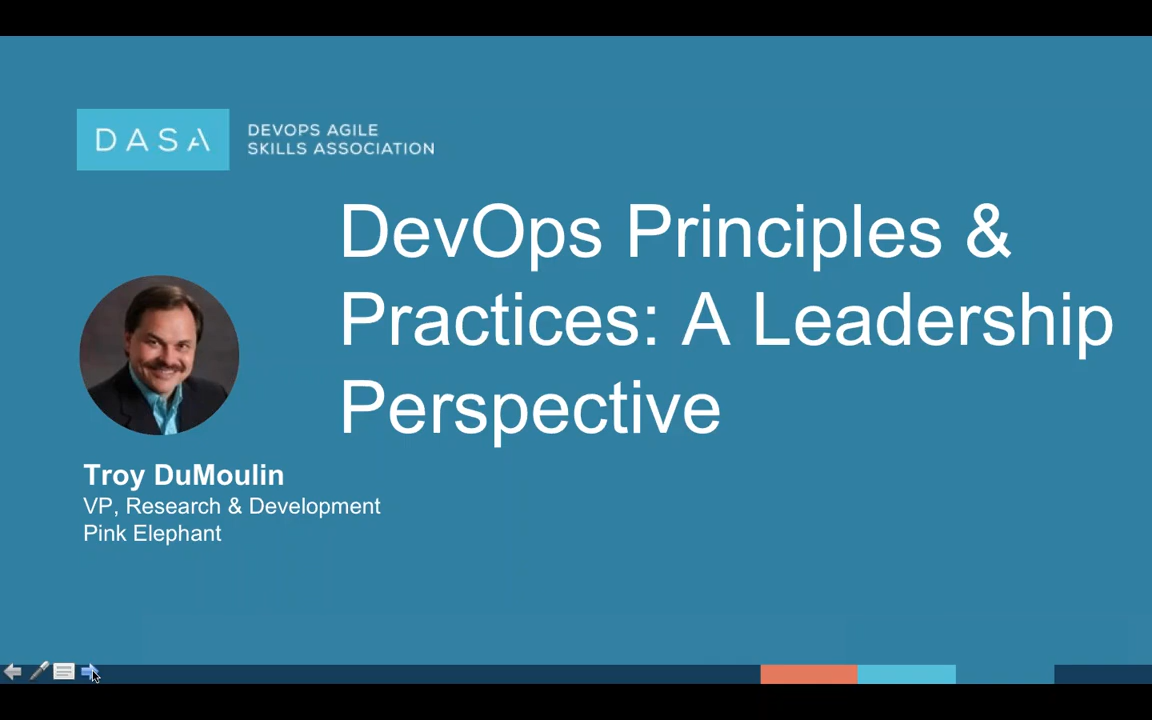 DASA
DEVOPS AGILE
SKILLS ASSOCIATION
DevOps Principles &
Practices: A Leadership
Perspective
Troy DuMoulin
VP, Research & Development
Pink Elephant